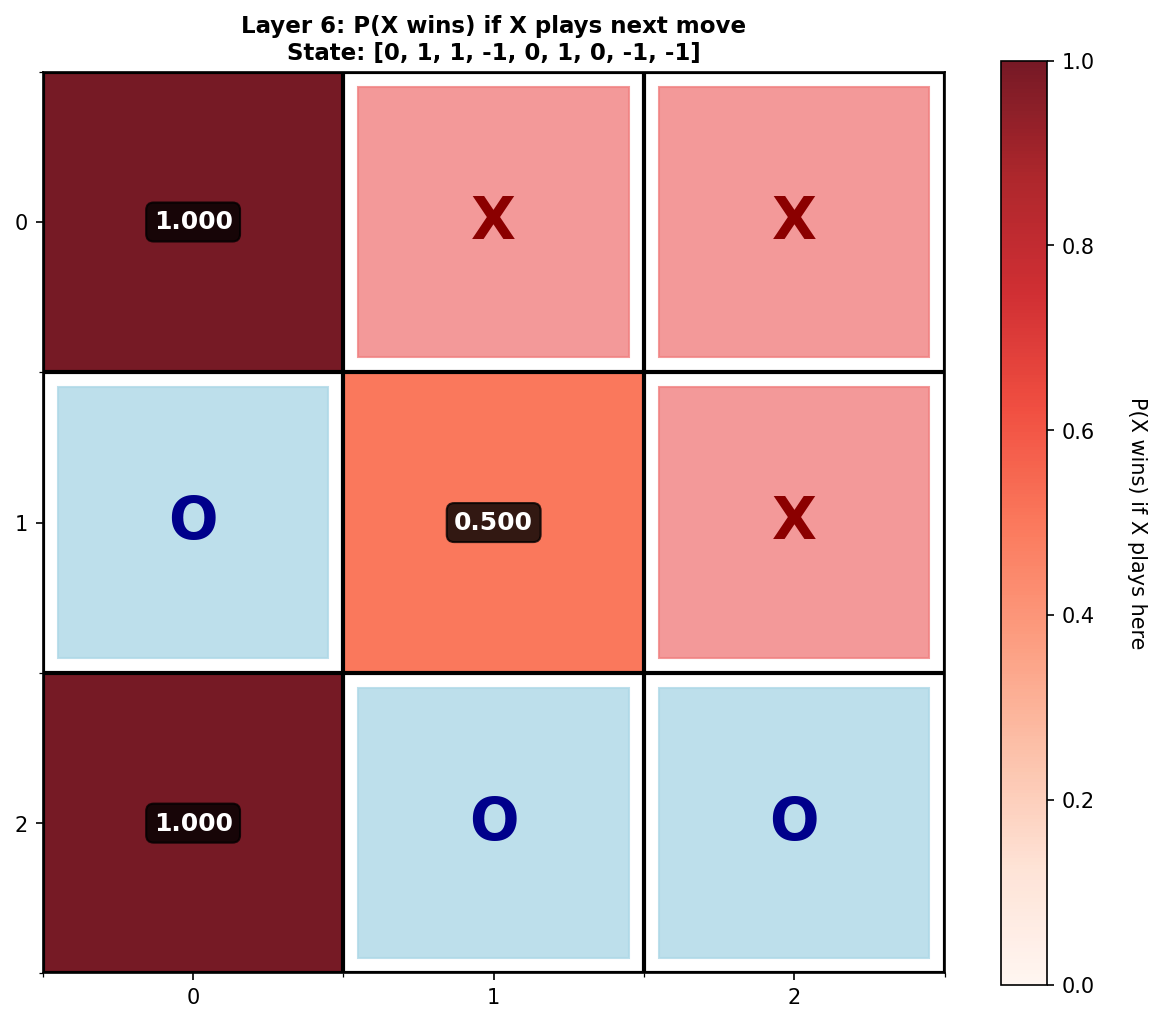 Layer 6: P(X wins) if X plays next move
State: [0, 1, 1, -1, 0, 1, 0, -1, -1]
1.000
X
X
O
0.500
X
1.000
O
O
0
1
2
0
1
2
1.0
0.8
0.6
0.4
0.2
0.0
P(X wins) if X plays here